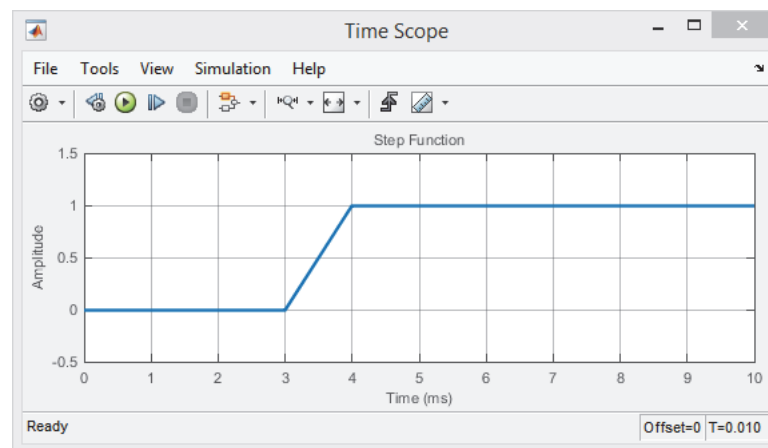 Time Scope
File Tools View Simulation Help
Step Function
1.5
1
0.5
0
-0.5
Amplitude
0 1 2 3 4 5 6 7 8 9 10
Time (ms)
Ready Offset=0 T=0.010